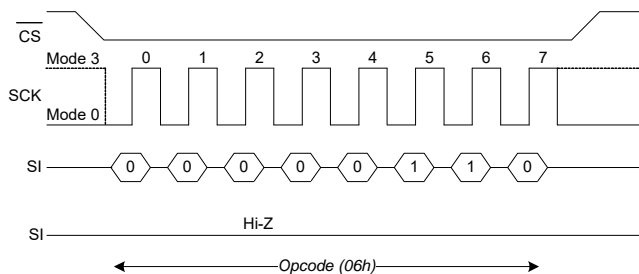 CS
Mode 3 0 1 2 3 4 5 6 7
SCK
Mode 0
SI 0 0 0 0 0 1 1 0
Hi-Z
SI
Opcode (06h)